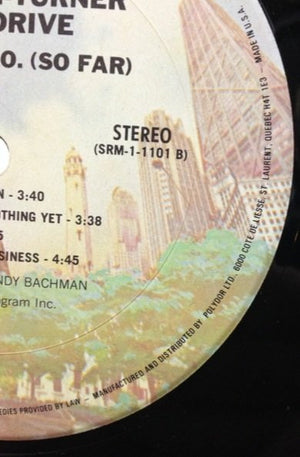 TURNER
DRIVE
O. (SO FAR)
STEREO
(SRM-1-1101 B)
N - 3:40
THING YET - 3:38
5
SINESS - 4:45
NDY BACHMAN
gram Inc.
EDIES PROVIDED BY LAW – MANUFACTURED AND DISTRIBUTED BY POLYDOR LTD., 6000 COTE DE LIESSE, ST. LAURENT, QUEBEC H4T 1E3 MADE IN U.S.A.